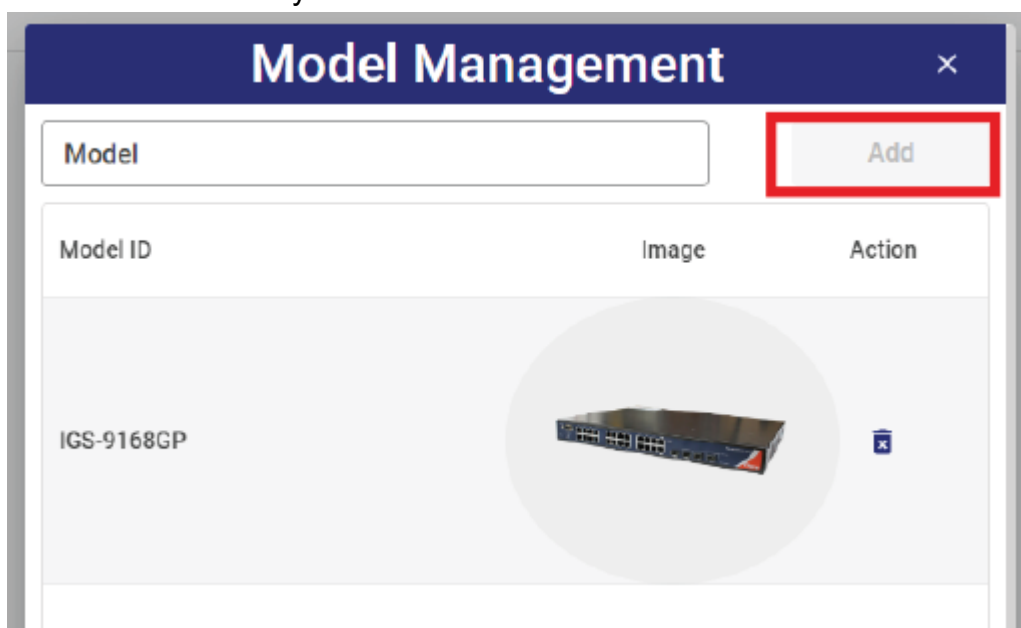 Model Management
Model
Add
Model ID
Image
Action
IGS-9168GP